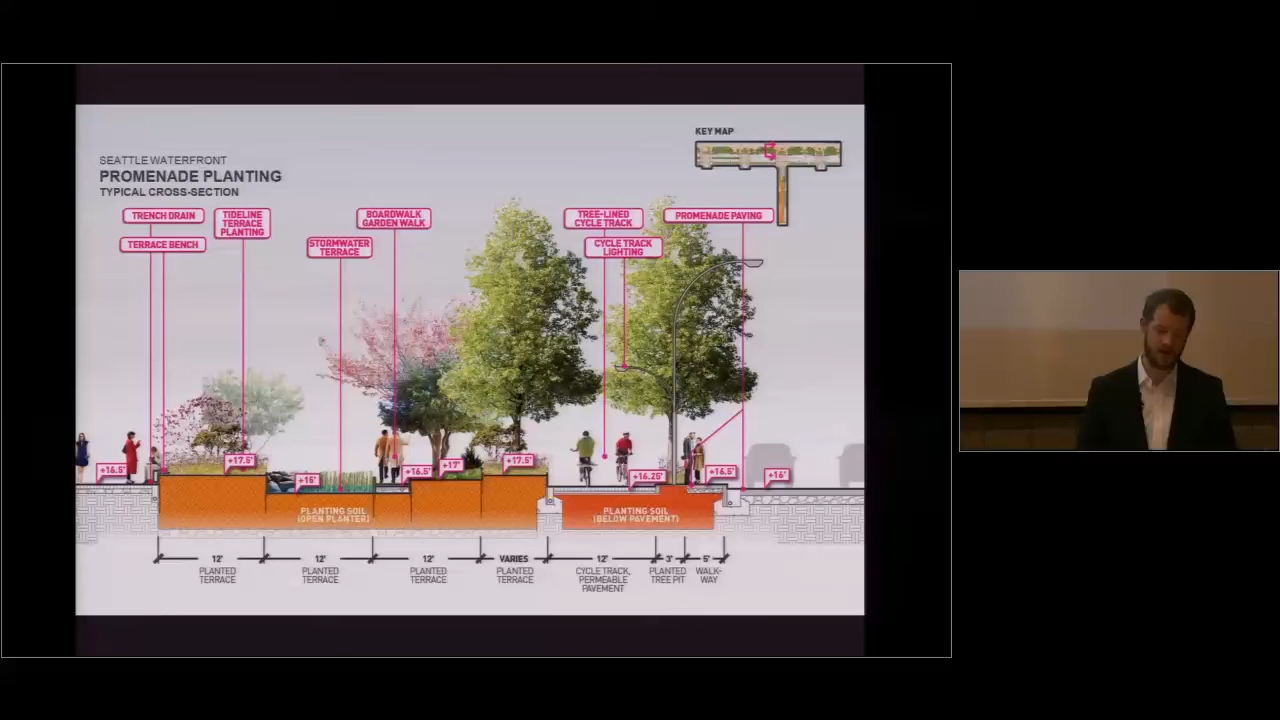 KEY MAP
SEATTLE WATERFRONT
PROMENADE PLANTING
TYPICAL CROSS-SECTION
TRENCH DRAIN
TERRACE BENCH
TIDELINE
TERRACE
PLANTING
STORMWATER
TERRACE
BOARDWALK
GARDEN WALK
TREE-LINED
CYCLE TRACK
CYCLE TRACK
LIGHTING
PROMENADE PAVING
+16.5'
+17.5'
+15'
+16.5'
+17'
+17.5'
+16.25'
+16.5'
+16'
PLANTING SOIL
(OPEN PLANTER)
PLANTING SOIL
(BELOW PAVEMENT)
12'
PLANTED
TERRACE
12'
PLANTED
TERRACE
12'
PLANTED
TERRACE
VARIES
PLANTED
TERRACE
12'
CYCLE TRACK,
PERMEABLE
PAVEMENT
3'
PLANTED
TREE PIT
5'
WALK-
WAY